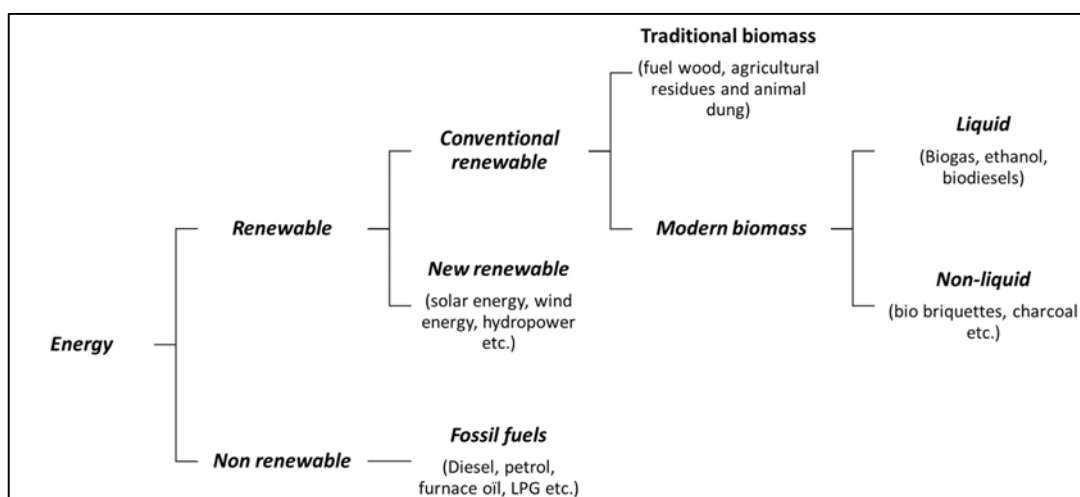 Traditional biomass
(fuel wood, agricultural
residues and animal
dung)
Conventional
renewable
Liquid
(Biogas, ethanol,
biodiesels)
Renewable
Modern biomass
New renewable
(solar energy, wind
energy, hydropower
etc.)
Non-liquid
(bio briquettes, charcoal
etc.)
Energy
Non renewable
Fossil fuels
(Diesel, petrol,
furnace oïl, LPG etc.)